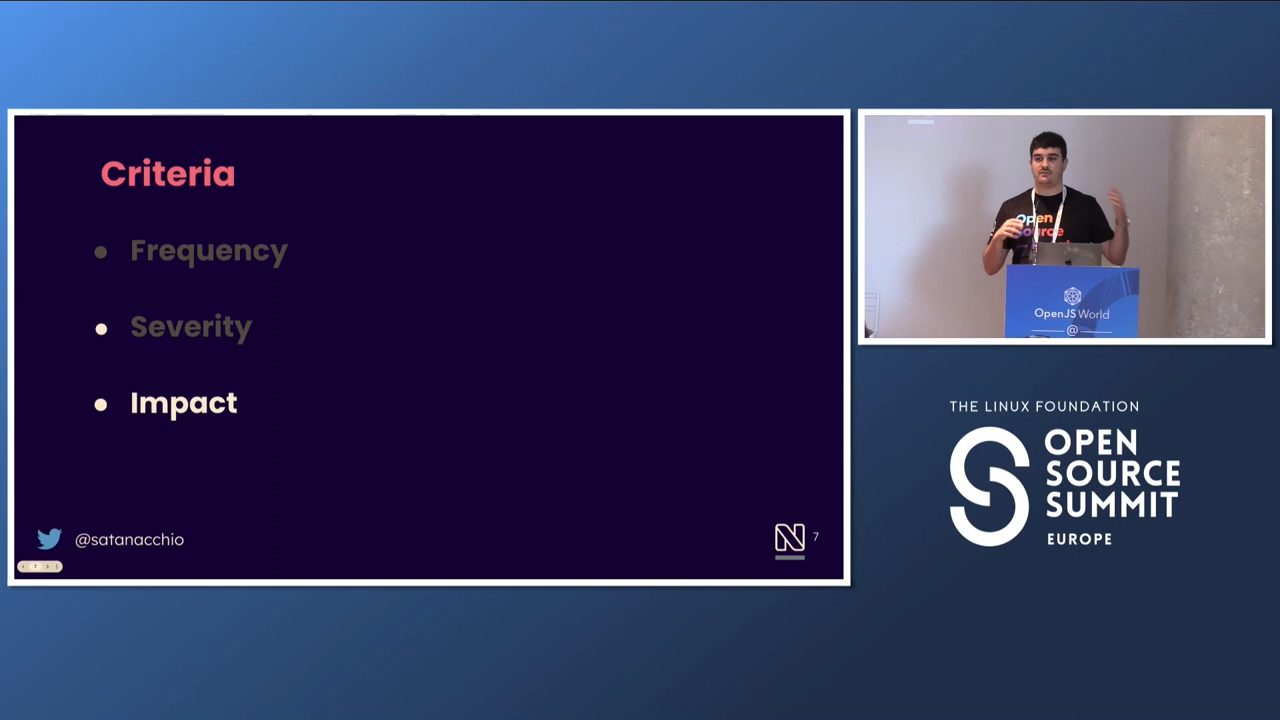 Criteria
Frequency
Severity
Impact
@satanacchio
N 7
Open
Source
OpenJS World
@
THE LINUX FOUNDATION
OPEN
SOURCE
SUMMIT
EUROPE